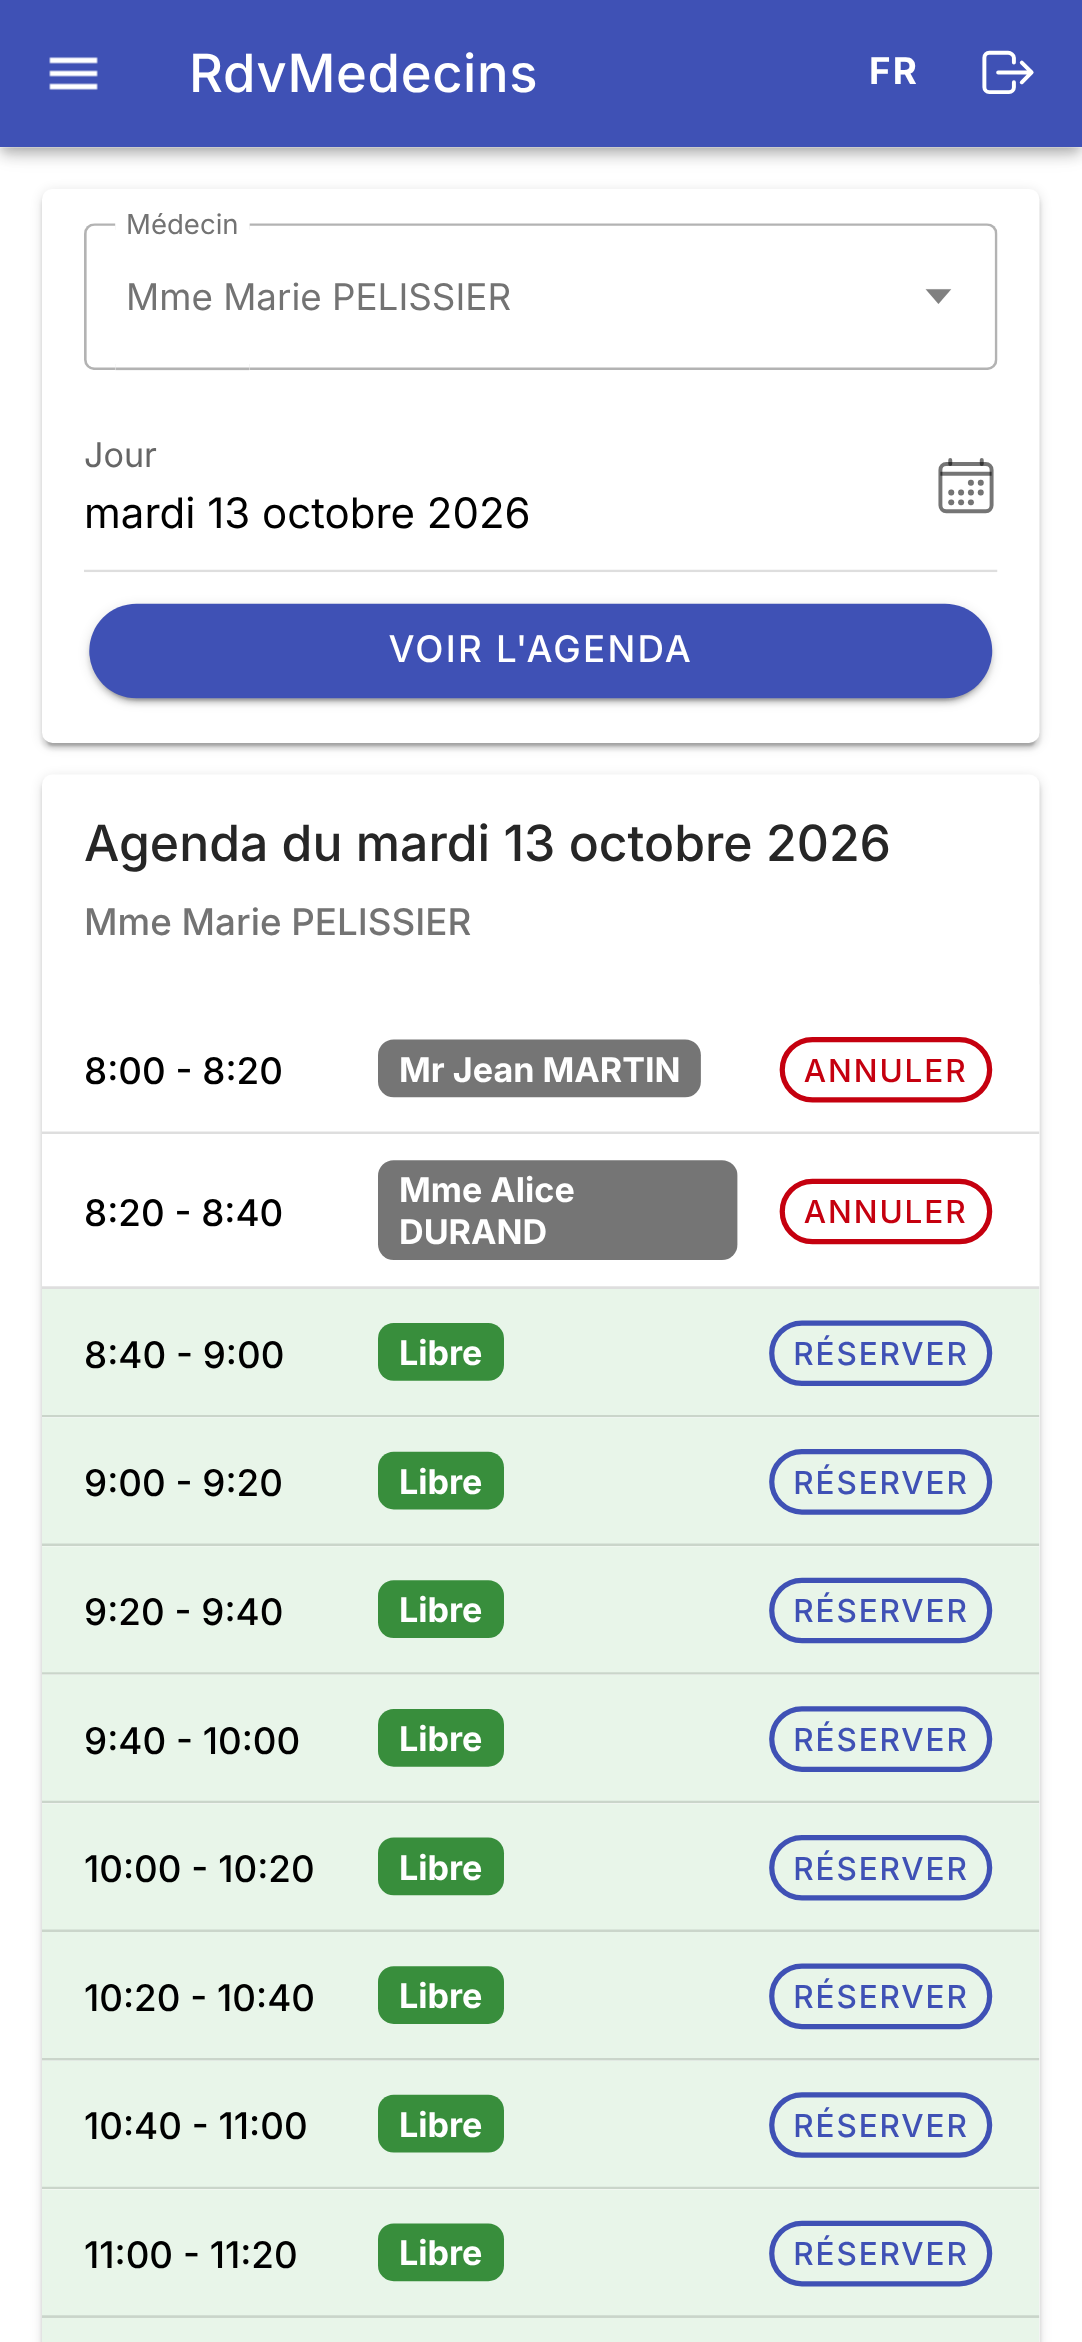 RdvMedecins FR
Médecin
Mme Marie PELISSIER
Jour
mardi 13 octobre 2026
VOIR L'AGENDA
Agenda du mardi 13 octobre 2026
Mme Marie PELISSIER
8:00 - 8:20 Mr Jean MARTIN ANNULER
8:20 - 8:40 Mme Alice DURAND ANNULER
8:40 - 9:00 Libre RÉSERVER
9:00 - 9:20 Libre RÉSERVER
9:20 - 9:40 Libre RÉSERVER
9:40 - 10:00 Libre RÉSERVER
10:00 - 10:20 Libre RÉSERVER
10:20 - 10:40 Libre RÉSERVER
10:40 - 11:00 Libre RÉSERVER
11:00 - 11:20 Libre RÉSERVER